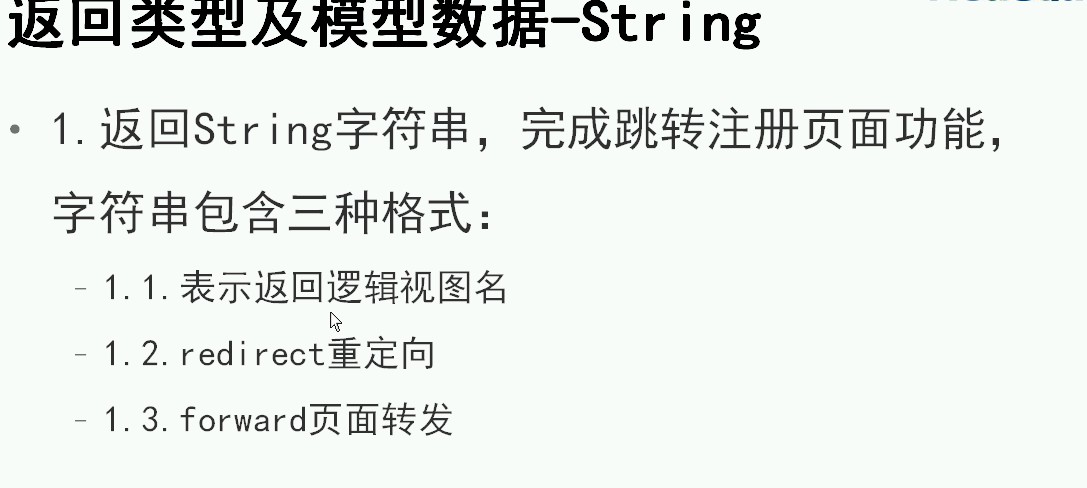 返回类型及模型数据-String
• 1.返回String字符串，完成跳转注册页面功能，
字符串包含三种格式：
– 1.1.表示返回逻辑视图名
– 1.2.redirect重定向
– 1.3.forward页面转发